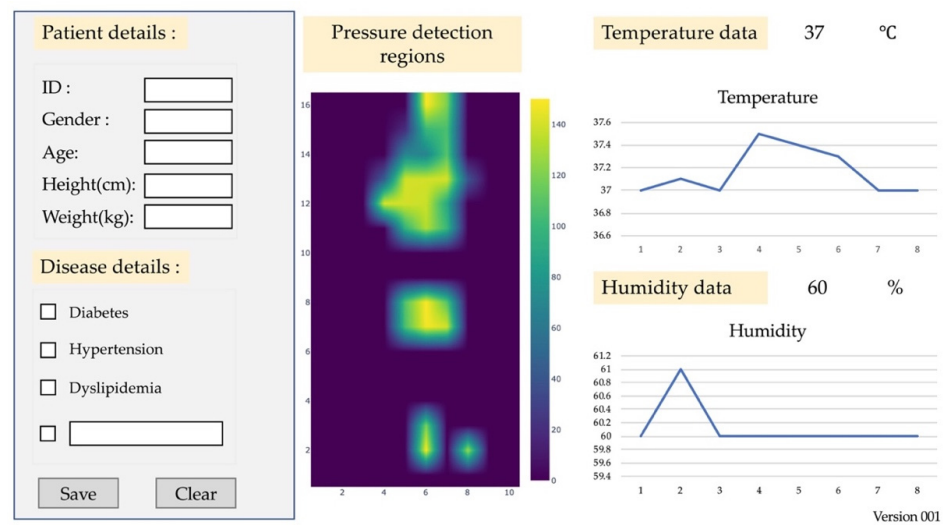 Patient details :
ID :
Gender :
Age:
Height(cm):
Weight(kg):
Disease details :
Diabetes
Hypertension
Dyslipidemia
Save Clear
Pressure detection
regions
16
14
12
10
8
6
4
2
2 4 6 8 10
140
120
100
80
60
40
20
0
Temperature data 37 °C
Temperature
37.6
37.4
37.2
37
36.8
36.6
1 2 3 4 5 6 7 8
Humidity data 60 %
Humidity
61.2
61
60.8
60.6
60.4
60.2
60
59.8
59.6
59.4
1 2 3 4 5 6 7 8
Version 001